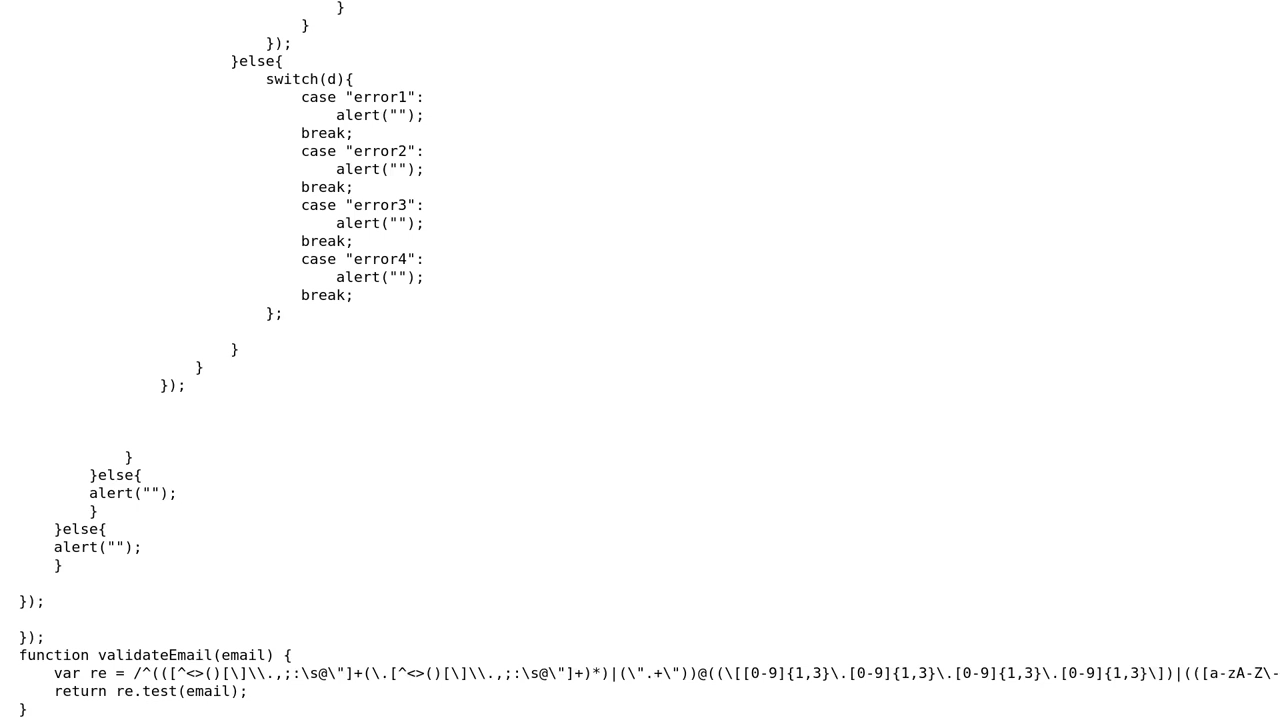 }
}
});
}else{
switch(d){
case "error1":
alert("");
break;
case "error2":
alert("");
break;
case "error3":
alert("");
break;
case "error4":
alert("");
break;
};
}
}
});
}
}else{
alert("");
}
}else{
alert("");
}
});
});
function validateEmail(email) {
var re = /^(([^<>()[\]\\.,;:\s@\"]+(\.[^<>()[\]\\.,;:\s@\"]+)*)|(\".+\"))@((\[[0-9]{1,3}\.[0-9]{1,3}\.[0-9]{1,3}\.[0-9]{1,3}\])|(([a-zA-Z\-
return re.test(email);
}